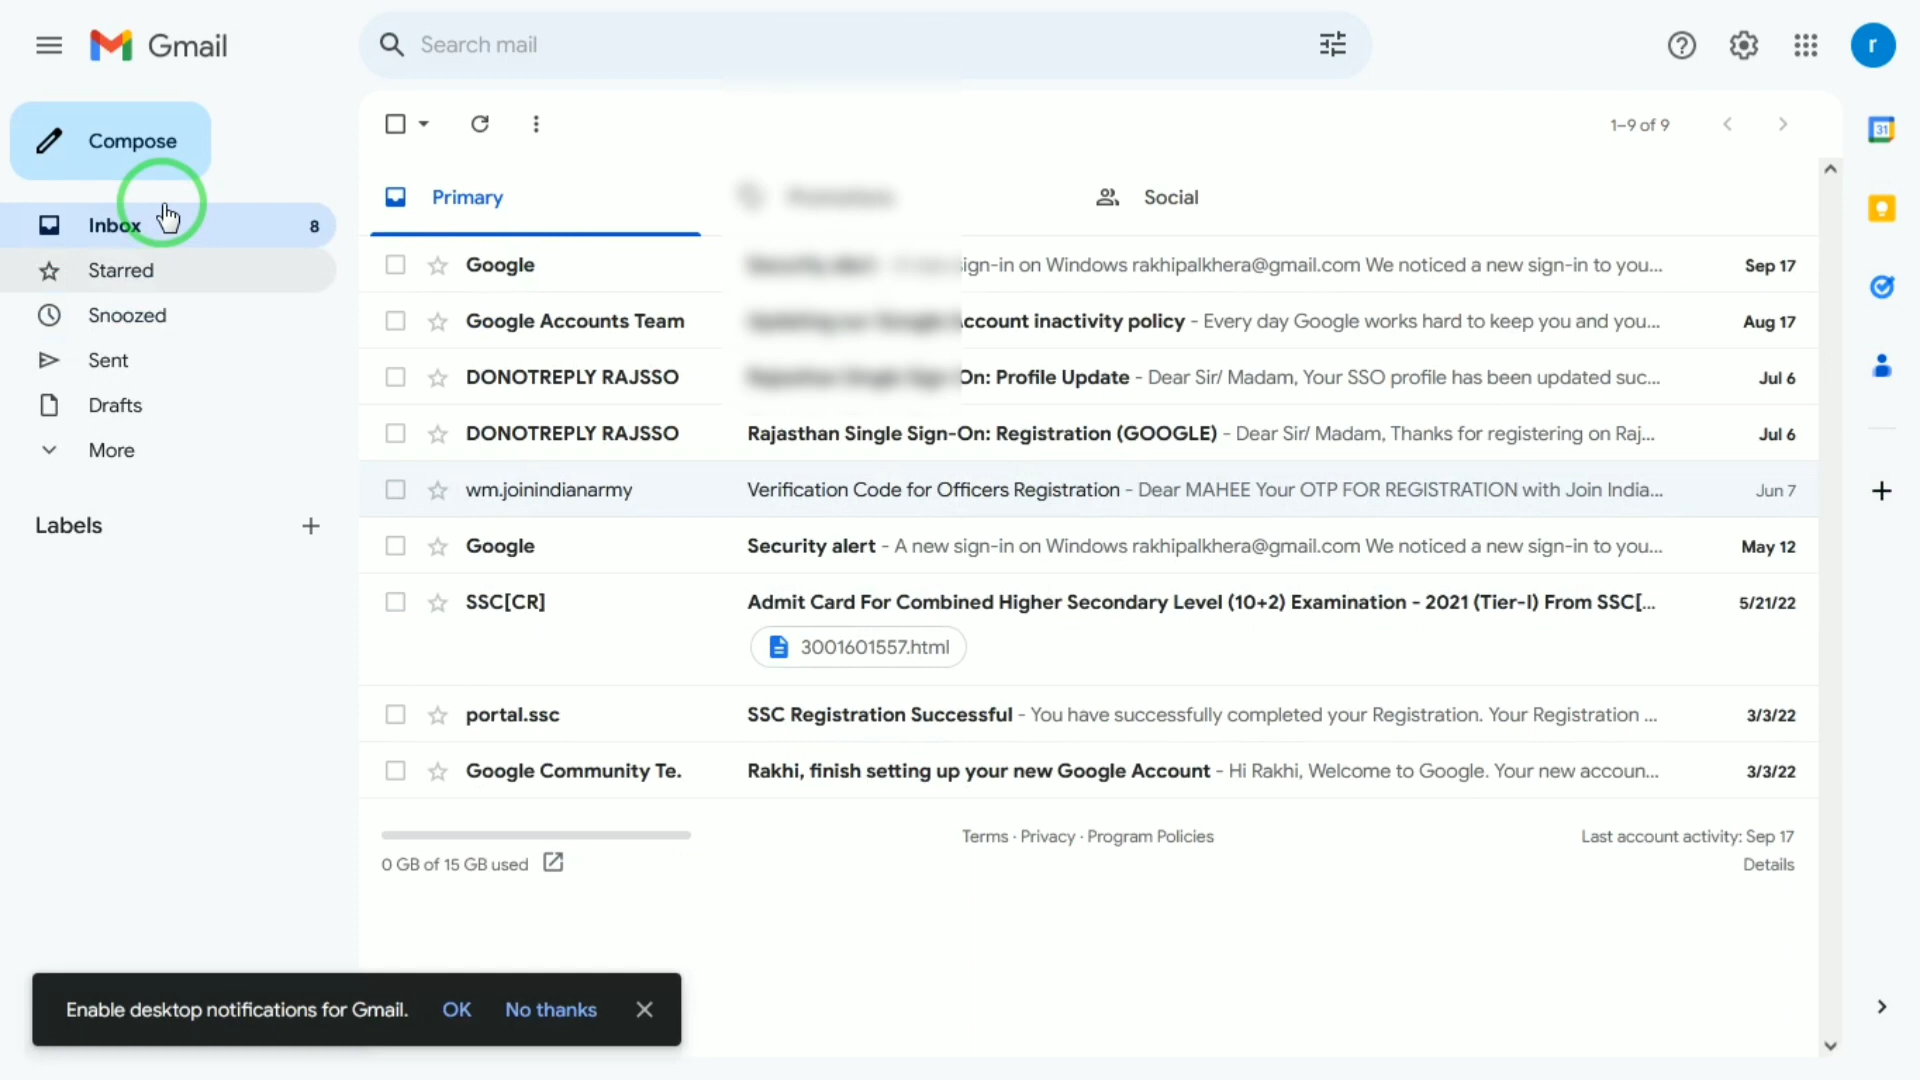 Gmail
Search mail
r
Compose
1–9 of 9
31
Primary
Social
Inbox 8
Starred
Snoozed
Sent
Drafts
More
Labels
Google ign-in on Windows rakhipalkhera@gmail.com We noticed a new sign-in to you... Sep 17
Google Accounts Team ccount inactivity policy - Every day Google works hard to keep you and you... Aug 17
DONOTREPLY RAJSSO On: Profile Update - Dear Sir/ Madam, Your SSO profile has been updated suc... Jul 6
DONOTREPLY RAJSSO Rajasthan Single Sign-On: Registration (GOOGLE) - Dear Sir/ Madam, Thanks for registering on Raj... Jul 6
wm.joinindianarmy Verification Code for Officers Registration - Dear MAHEE Your OTP FOR REGISTRATION with Join India... Jun 7
Google Security alert - A new sign-in on Windows rakhipalkhera@gmail.com We noticed a new sign-in to you... May 12
SSC[CR] Admit Card For Combined Higher Secondary Level (10+2) Examination - 2021 (Tier-I) From SSC[... 5/21/22
3001601557.html
portal.ssc SSC Registration Successful - You have successfully completed your Registration. Your Registration ... 3/3/22
Google Community Te. Rakhi, finish setting up your new Google Account - Hi Rakhi, Welcome to Google. Your new accoun... 3/3/22
0 GB of 15 GB used
Terms · Privacy · Program Policies
Last account activity: Sep 17
Details
Enable desktop notifications for Gmail. OK No thanks